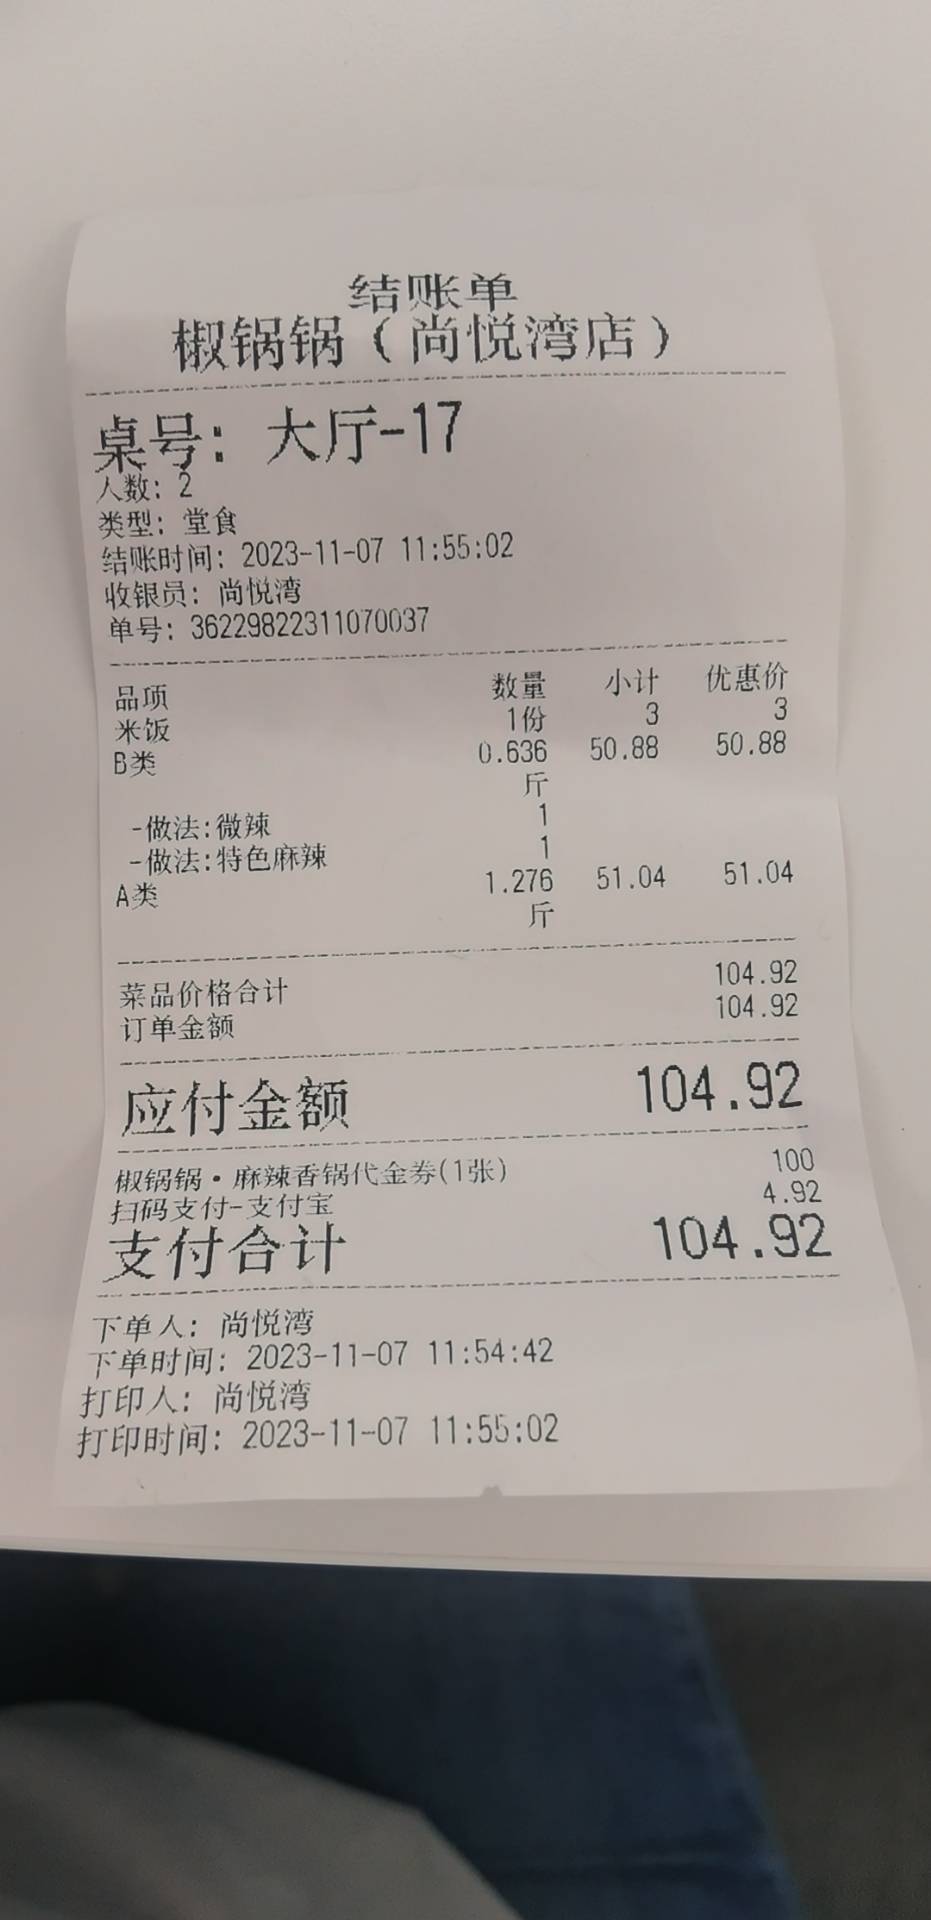 结账单
椒锅锅（尚悦湾店）
桌号：大厅-17
人数：2
类型：堂食
结账时间：2023-11-07 11:55:02
收银员：尚悦湾
单号：36229822311070037
品项 数量 小计 优惠价
米饭 1份 3 3
B类 0.636 50.88 50.88
斤
-做法:微辣 1
-做法:特色麻辣 1
A类 1.276 51.04 51.04
斤
菜品价格合计 104.92
订单金额 104.92
应付金额 104.92
椒锅锅·麻辣香锅代金券(1张) 100
扫码支付-支付宝 4.92
支付合计 104.92
下单人：尚悦湾
下单时间：2023-11-07 11:54:42
打印人：尚悦湾
打印时间：2023-11-07 11:55:02